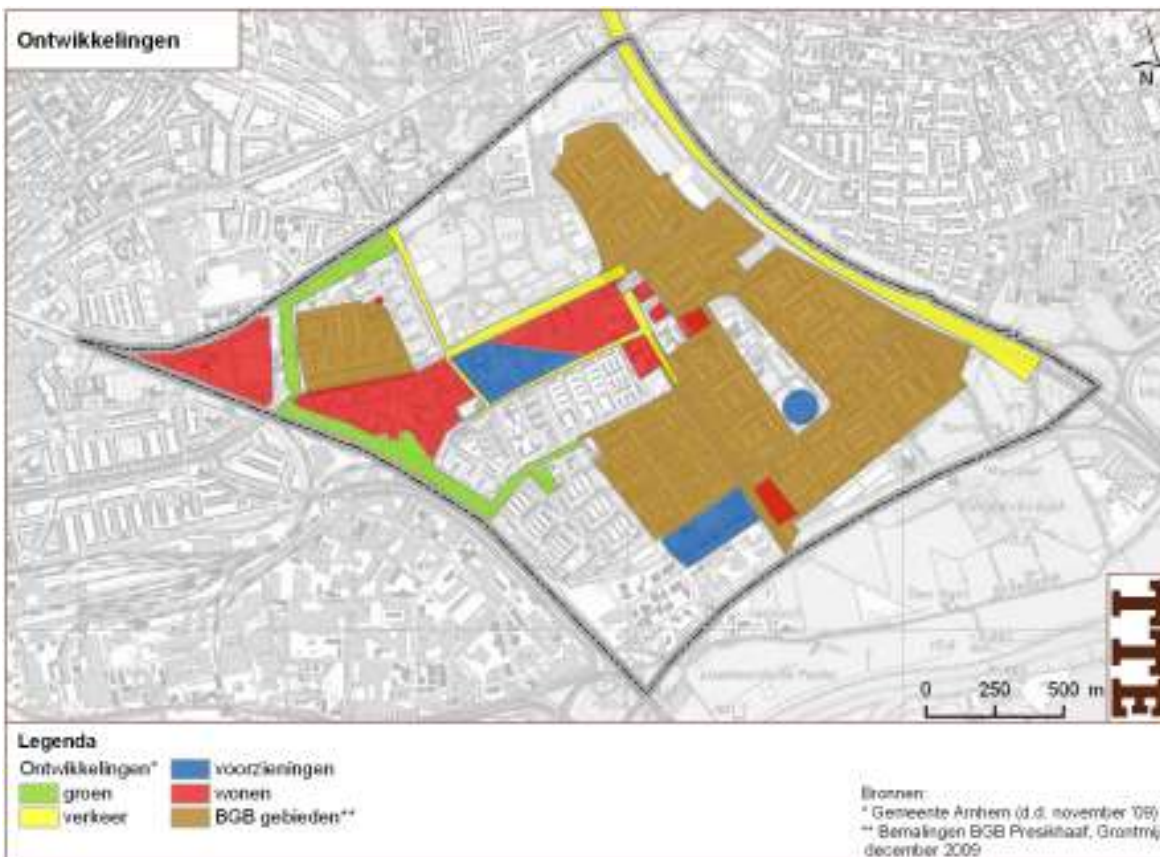 Ontwikkelingen
N
0 250 500 m
TTE
Legenda
Ontwikkelingen*
groen
verkeer
voorzieningen
wonen
BGB gebieden**
Bronnen:
* Gemeente Arnhem (d.d. november '09)
** Bemalingen BGB Presikhaaf, Grontmij
december 2009